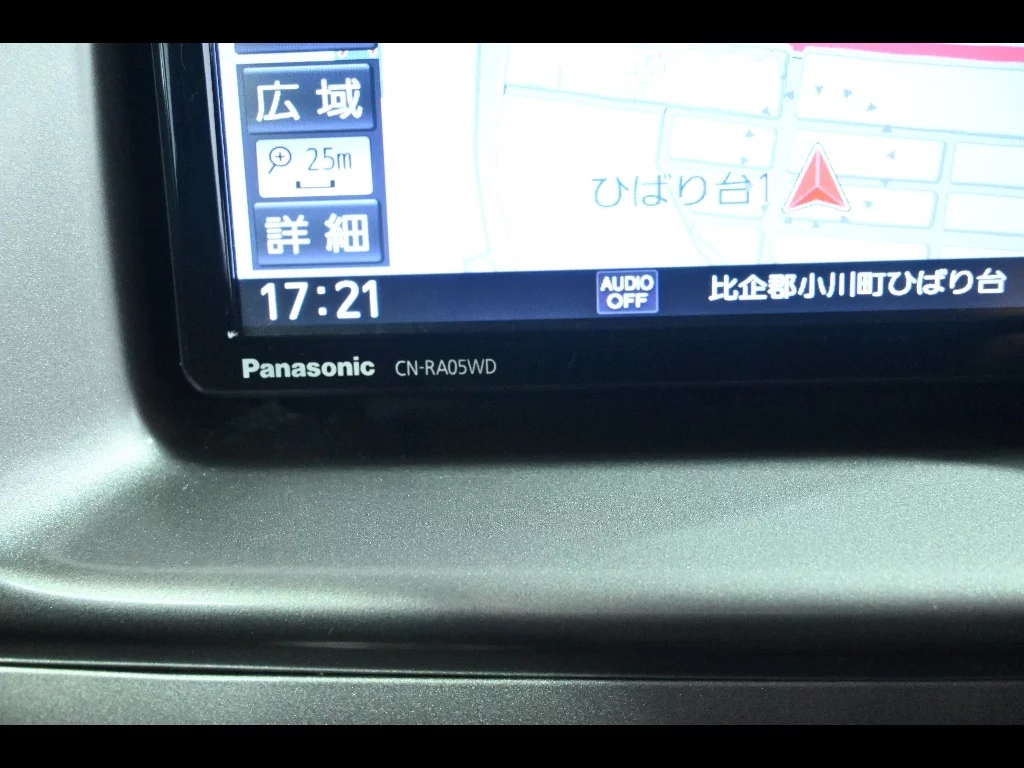 広域
25m
ひばり台1
詳細
17:21
AUDIO
OFF
比企郡小川町ひばり台
Panasonic CN-RA05WD